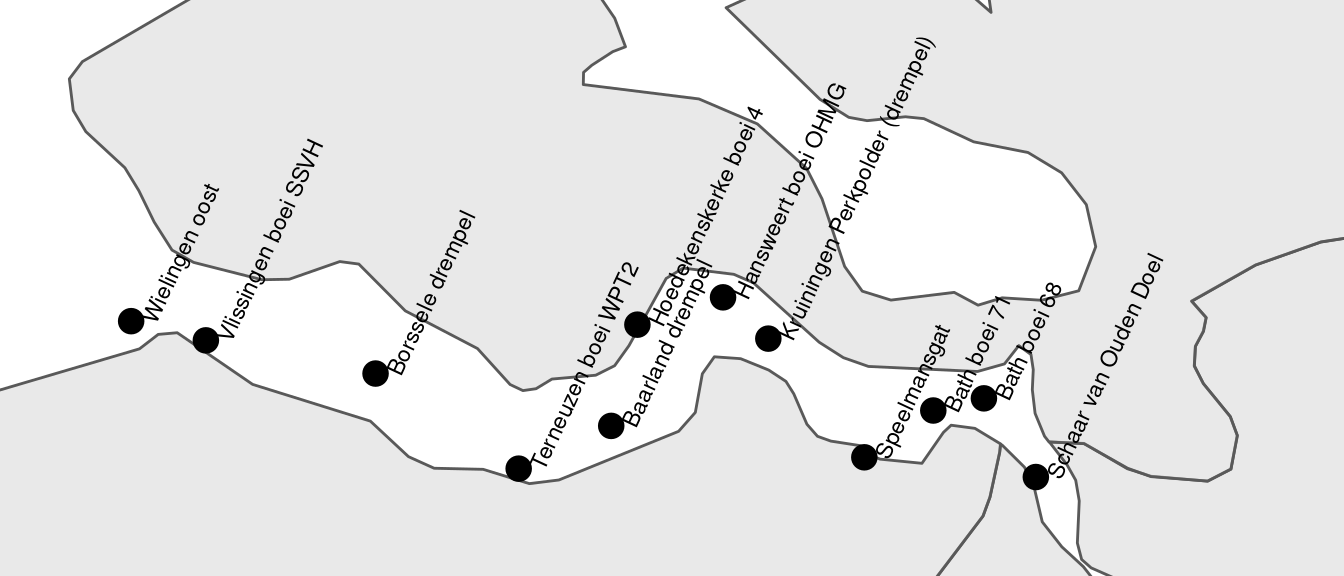 Wielingen oost
Vlissingen boei SSVH
Borssele drempel
Terneuzen boei WPT2
Baarland drempel
Hoedekenskerke boei 4
Hansweert boei OHMG
Kruiningen Perkpolder (drempel)
Speelmansgat
Bath boei 71
Bath boei 68
Schaar van Ouden Doel